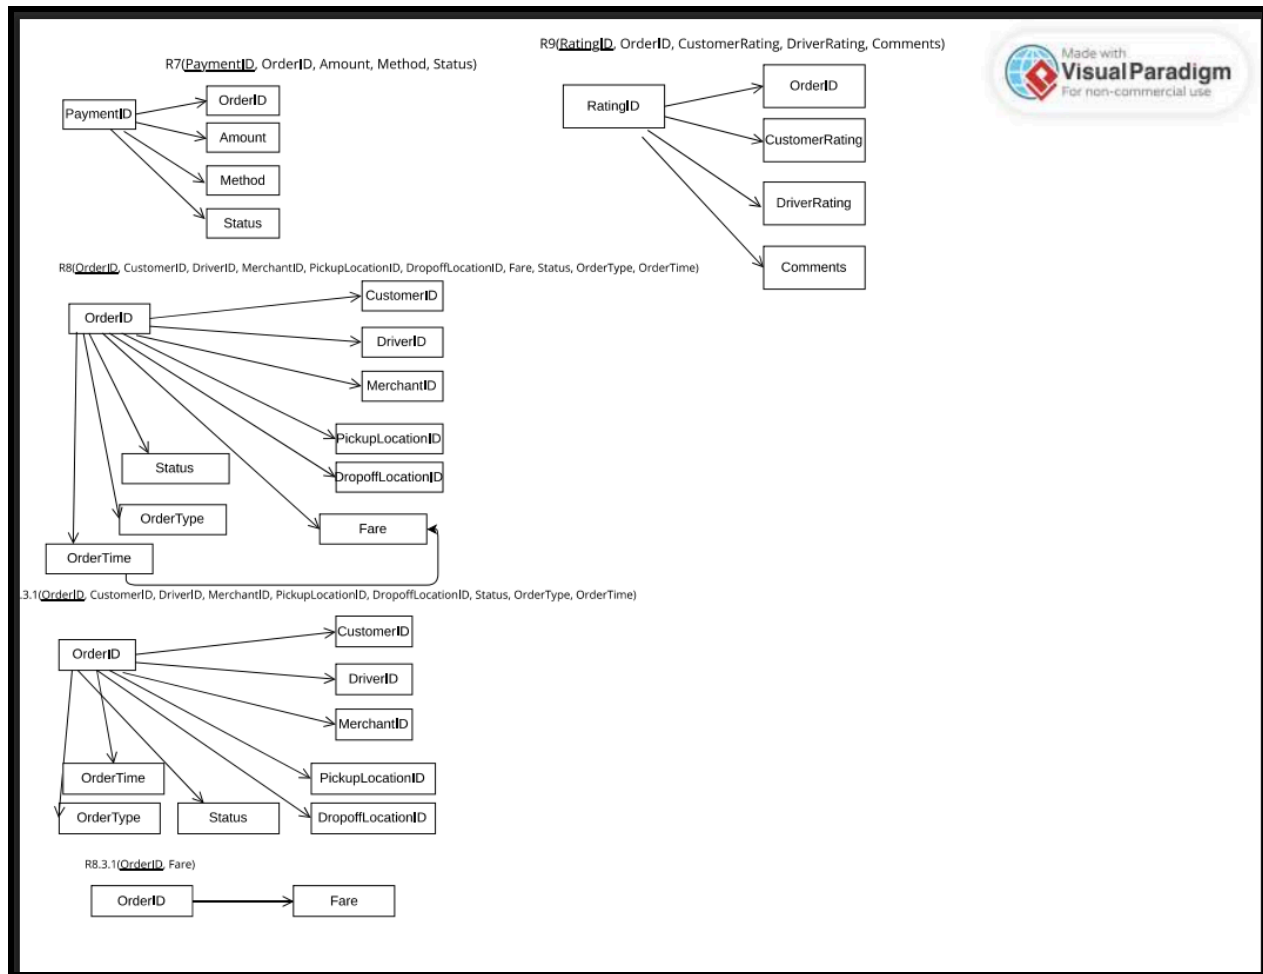 R7(PaymentID, OrderID, Amount, Method, Status)
PaymentID
OrderID
Amount
Method
Status
R9(RatingID, OrderID, CustomerRating, DriverRating, Comments)
RatingID
OrderID
CustomerRating
DriverRating
Comments
Made with
Visual Paradigm
For non-commercial use
R8(OrderID, CustomerID, DriverID, MerchantID, PickupLocationID, DropoffLocationID, Fare, Status, OrderType, OrderTime)
OrderID
CustomerID
DriverID
MerchantID
PickupLocationID
DropoffLocationID
Fare
Status
OrderType
OrderTime
.3.1(OrderID, CustomerID, DriverID, MerchantID, PickupLocationID, DropoffLocationID, Status, OrderType, OrderTime)
OrderID
CustomerID
DriverID
MerchantID
OrderTime
PickupLocationID
OrderType
Status
DropoffLocationID
R8.3.1(OrderID, Fare)
OrderID
Fare